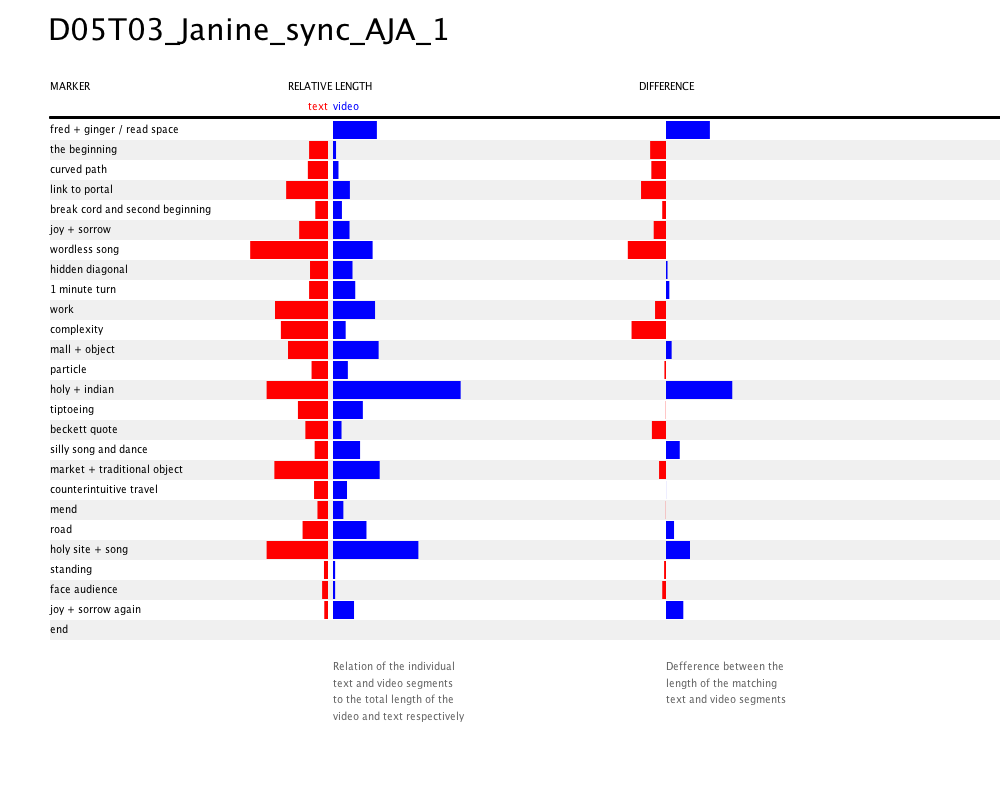 D05T03_Janine_sync_AJA_1
MARKER RELATIVE LENGTH DIFFERENCE
text video
fred + ginger / read space
the beginning
curved path
link to portal
break cord and second beginning
joy + sorrow
wordless song
hidden diagonal
1 minute turn
work
complexity
mall + object
particle
holy + indian
tiptoeing
beckett quote
silly song and dance
market + traditional object
counterintuitive travel
mend
road
holy site + song
standing
face audience
joy + sorrow again
end
Relation of the individual
text and video segments
to the total length of the
video and text respectively
Defference between the
length of the matching
text and video segments